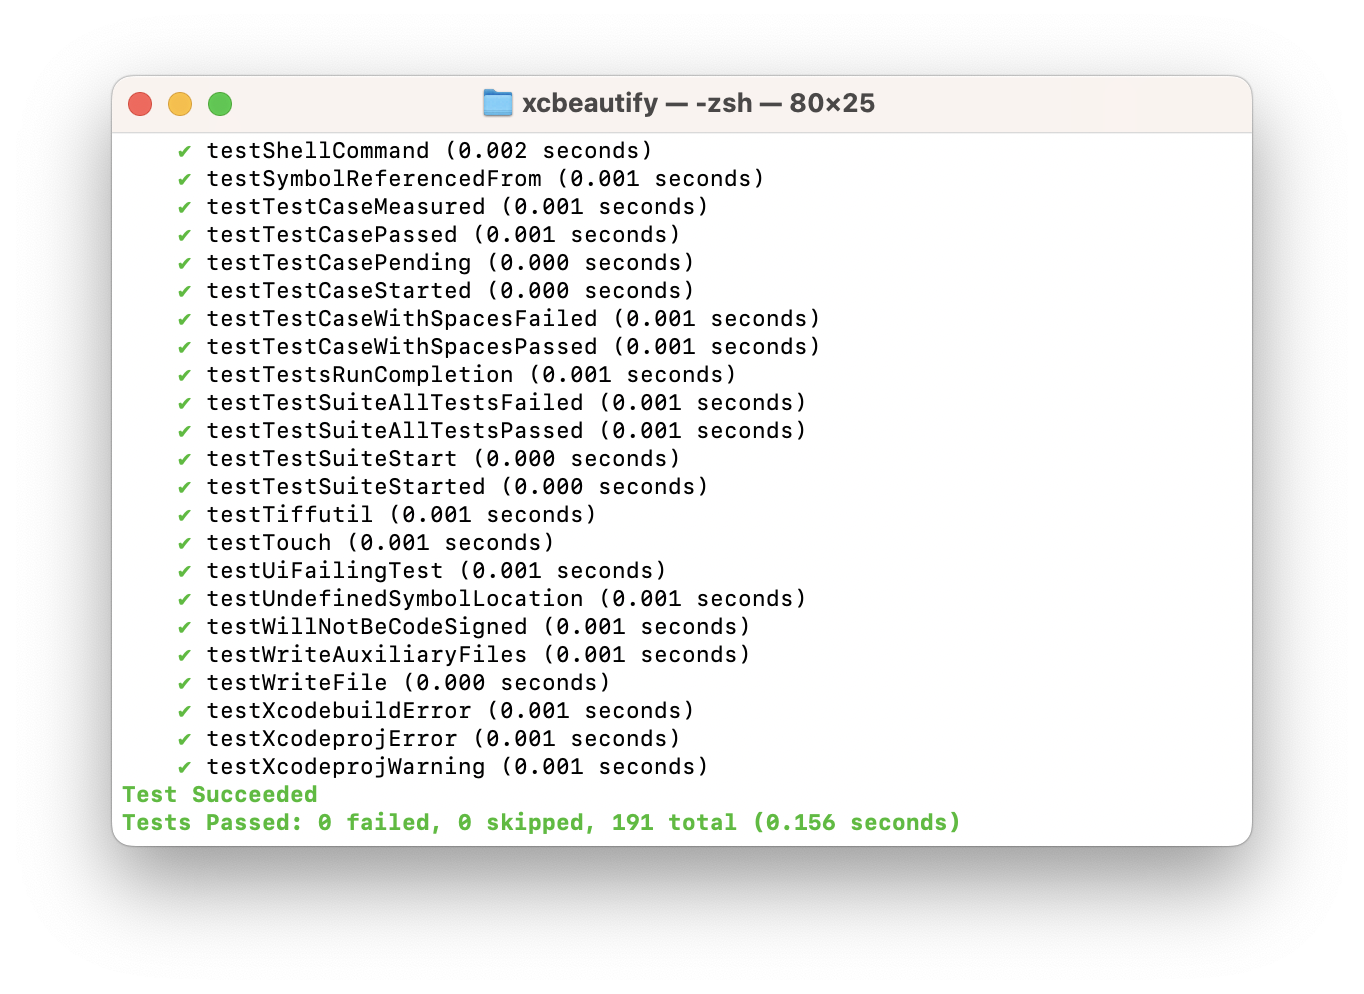 xcbeautify — -zsh — 80×25
✔ testShellCommand (0.002 seconds)
✔ testSymbolReferencedFrom (0.001 seconds)
✔ testTestCaseMeasured (0.001 seconds)
✔ testTestCasePassed (0.001 seconds)
✔ testTestCasePending (0.000 seconds)
✔ testTestCaseStarted (0.000 seconds)
✔ testTestCaseWithSpacesFailed (0.001 seconds)
✔ testTestCaseWithSpacesPassed (0.001 seconds)
✔ testTestsRunCompletion (0.001 seconds)
✔ testTestSuiteAllTestsFailed (0.001 seconds)
✔ testTestSuiteAllTestsPassed (0.001 seconds)
✔ testTestSuiteStart (0.000 seconds)
✔ testTestSuiteStarted (0.000 seconds)
✔ testTiffutil (0.001 seconds)
✔ testTouch (0.001 seconds)
✔ testUiFailingTest (0.001 seconds)
✔ testUndefinedSymbolLocation (0.001 seconds)
✔ testWillNotBeCodeSigned (0.001 seconds)
✔ testWriteAuxiliaryFiles (0.001 seconds)
✔ testWriteFile (0.000 seconds)
✔ testXcodebuildError (0.001 seconds)
✔ testXcodeprojError (0.001 seconds)
✔ testXcodeprojWarning (0.001 seconds)
Test Succeeded
Tests Passed: 0 failed, 0 skipped, 191 total (0.156 seconds)